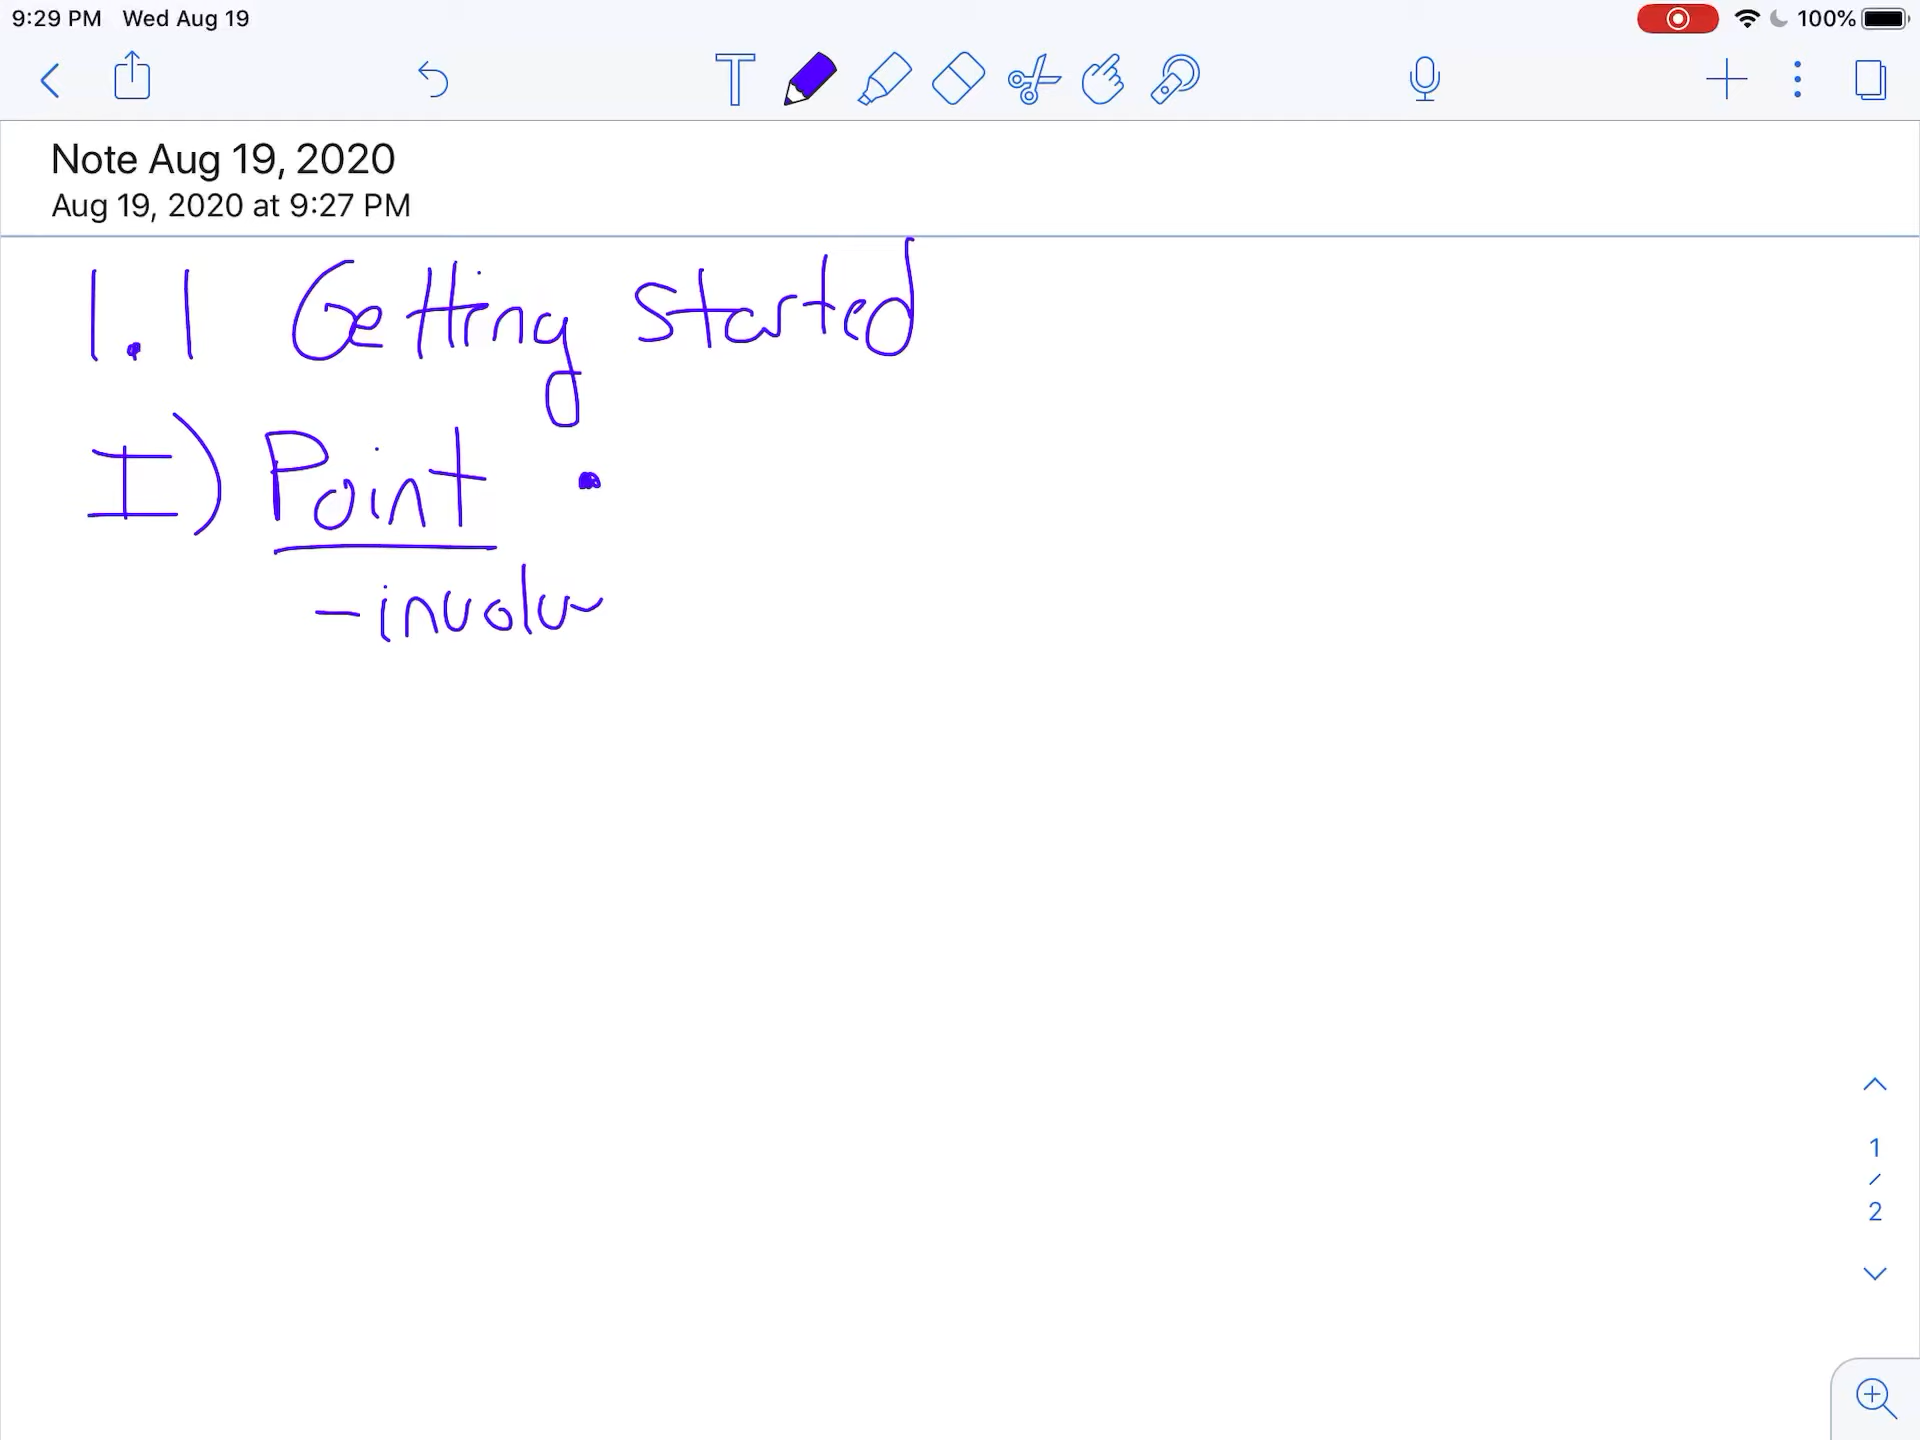 9:29 PM Wed Aug 19 100%
T
Note Aug 19, 2020
Aug 19, 2020 at 9:27 PM
1.1 Getting started
I) Point
- involv
1
/
2